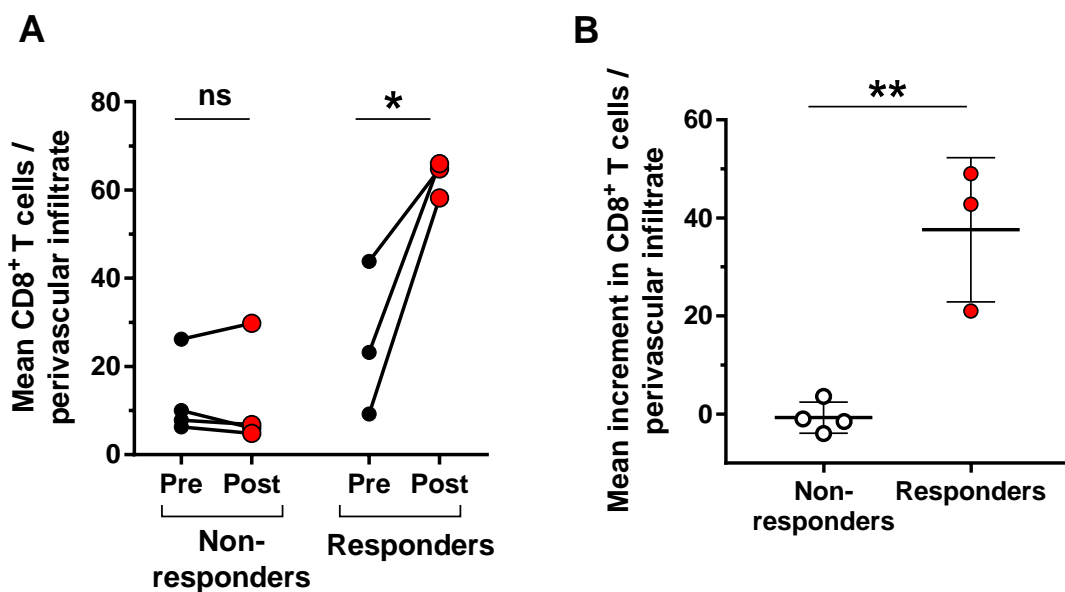 A
Mean CD8⁺ T cells /
perivascular infiltrate
80
60
40
20
0
ns
*
Pre Post Pre Post
Non-
responders
Responders
B
Mean increment in CD8⁺ T cells /
perivascular infiltrate
60
40
20
0
**
Non-
responders
Responders